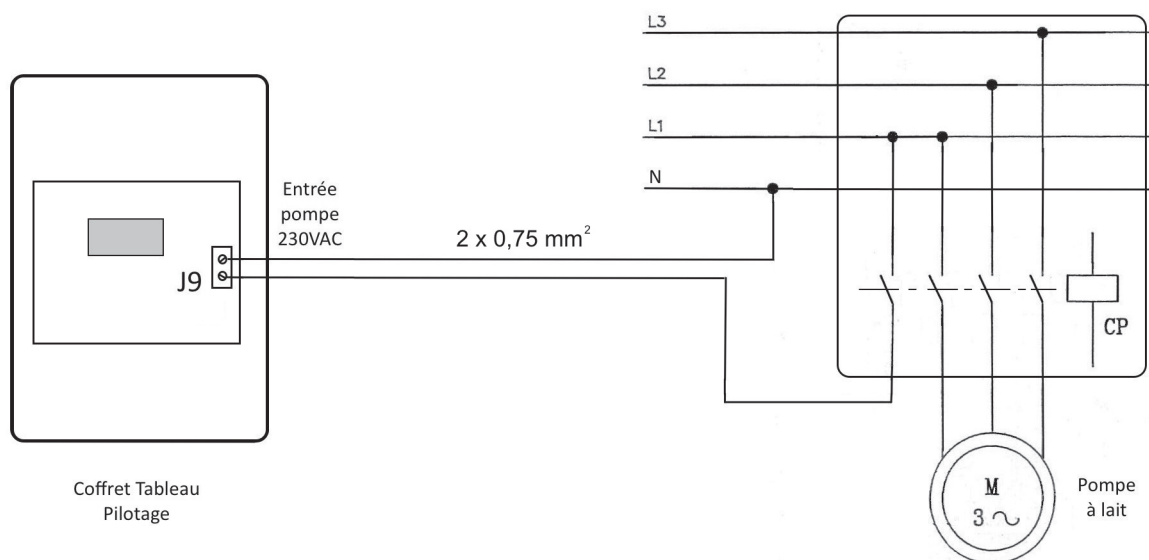 L3
L2
L1
N
Entrée
pompe
230VAC
2 x 0,75 mm²
J9
CP
M
3 ~
Coffret Tableau
Pilotage
Pompe
à lait